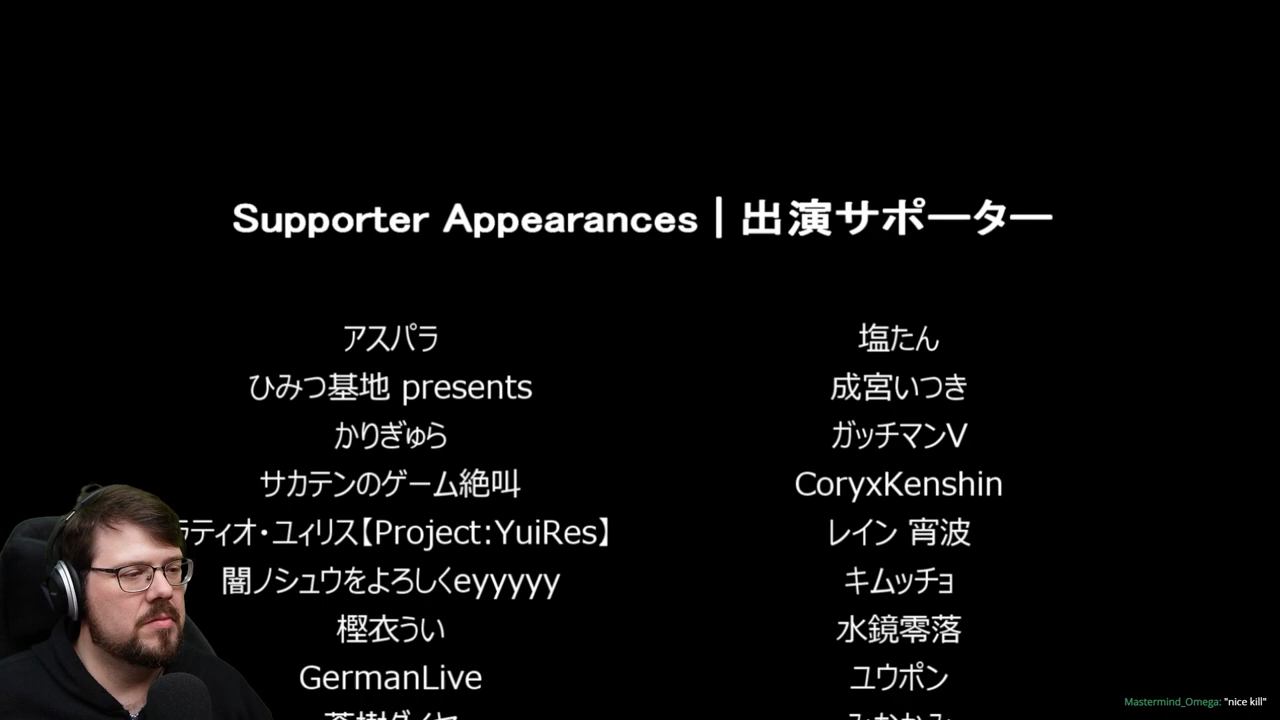 Supporter Appearances | 出演サポーター
アスパラ
塩たん
ひみつ基地 presents
成宮いつき
かりぎゅら
ガッチマンV
サカテンのゲーム絶叫
CoryxKenshin
ラティオ・ユィリス【Project:YuiRes】
レイン 宵波
闇ノシュウをよろしくeyyyyy
キムッチョ
樫衣うい
水鏡零落
GermanLive
ユウポン
Mastermind_Omega: "nice kill"